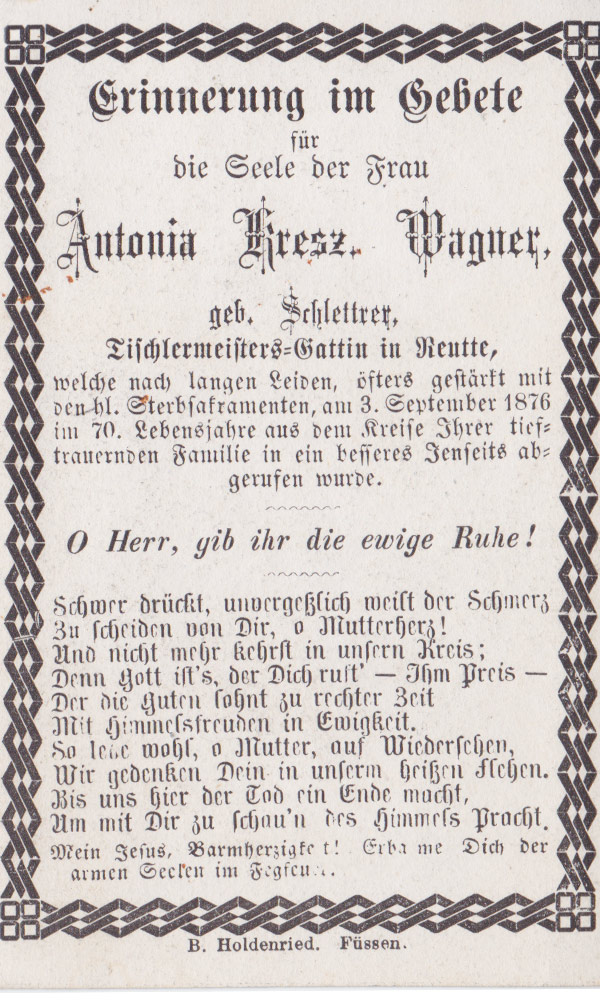 Erinnerung im Gebete
für
die Seele der Frau
Antonia Kresz. Wagner,
geb. Schlettrer,
Tischlermeisters-Gattin in Reutte,
welche nach langen Leiden, öfters gestärkt mit
den hl. Sterbsakramenten, am 3. September 1876
im 70. Lebensjahre aus dem Kreise Ihrer tief-
trauernden Familie in ein besseres Jenseits ab-
gerufen wurde.
O Herr, gib ihr die ewige Ruhe!
Schwer drückt, unvergeßlich weilt der Schmerz
Zu scheiden von Dir, o Mutterherz!
Und nicht mehr kehrst in unsern Kreis;
Denn Gott ist's, der Dich ruft' — Ihm Preis —
Der die Guten lohnt zu rechter Zeit
Mit Himmelsfreuden in Ewigkeit.
So lebe wohl, o Mutter, auf Wiedersehen,
Wir gedenken Dein in unserm heißen Flehen.
Bis uns hier der Tod ein Ende macht,
Um mit Dir zu schau'n des Himmels Pracht.
Mein Jesus, Barmherzigkeit! Erbarme Dich der
armen Seelen im Fegfeuer.
B. Holdenried. Füssen.